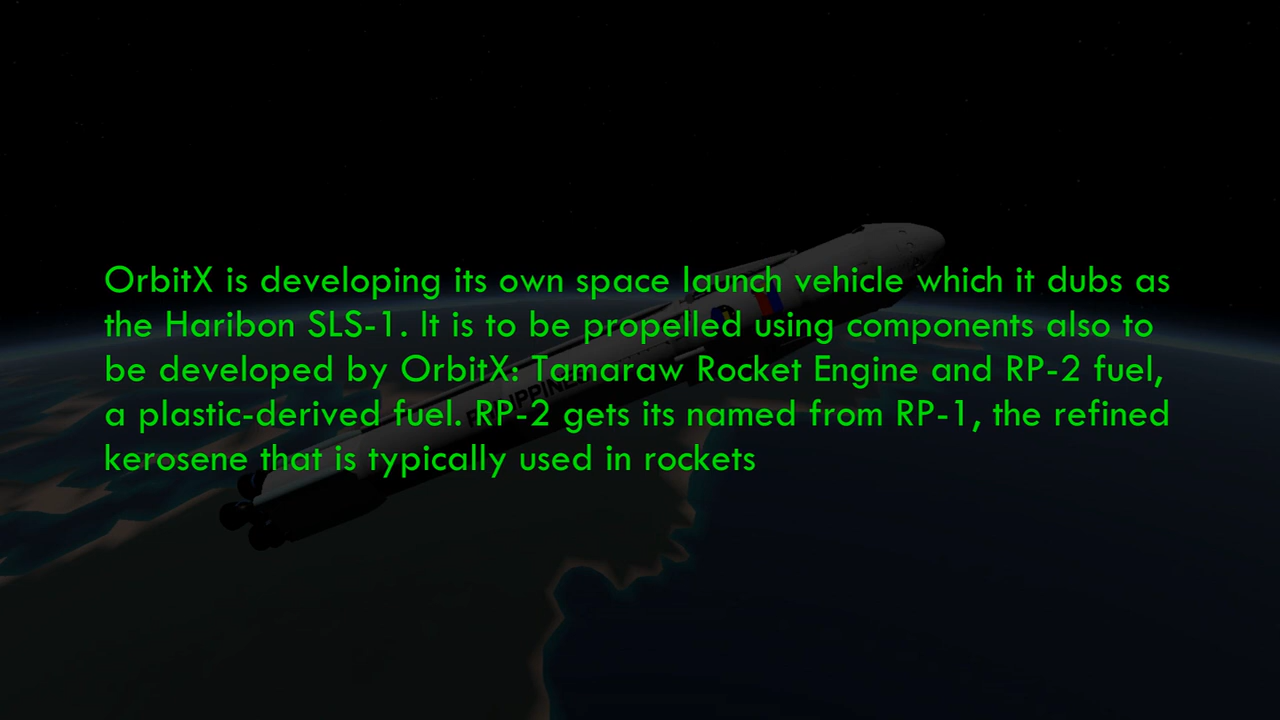 OrbitX is developing its own space launch vehicle which it dubs as
the Haribon SLS-1. It is to be propelled using components also to
be developed by OrbitX: Tamaraw Rocket Engine and RP-2 fuel,
a plastic-derived fuel. RP-2 gets its named from RP-1, the refined
kerosene that is typically used in rockets
PHILIPPINES